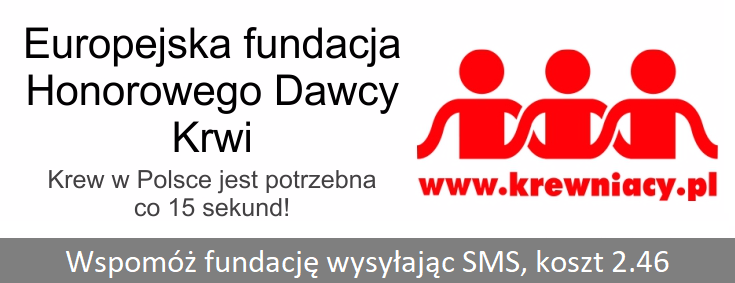 Europejska fundacja
Honorowego Dawcy
Krwi
Krew w Polsce jest potrzebna
co 15 sekund!
www.krewniacy.pl
Wspomóż fundację wysyłając SMS, koszt 2.46